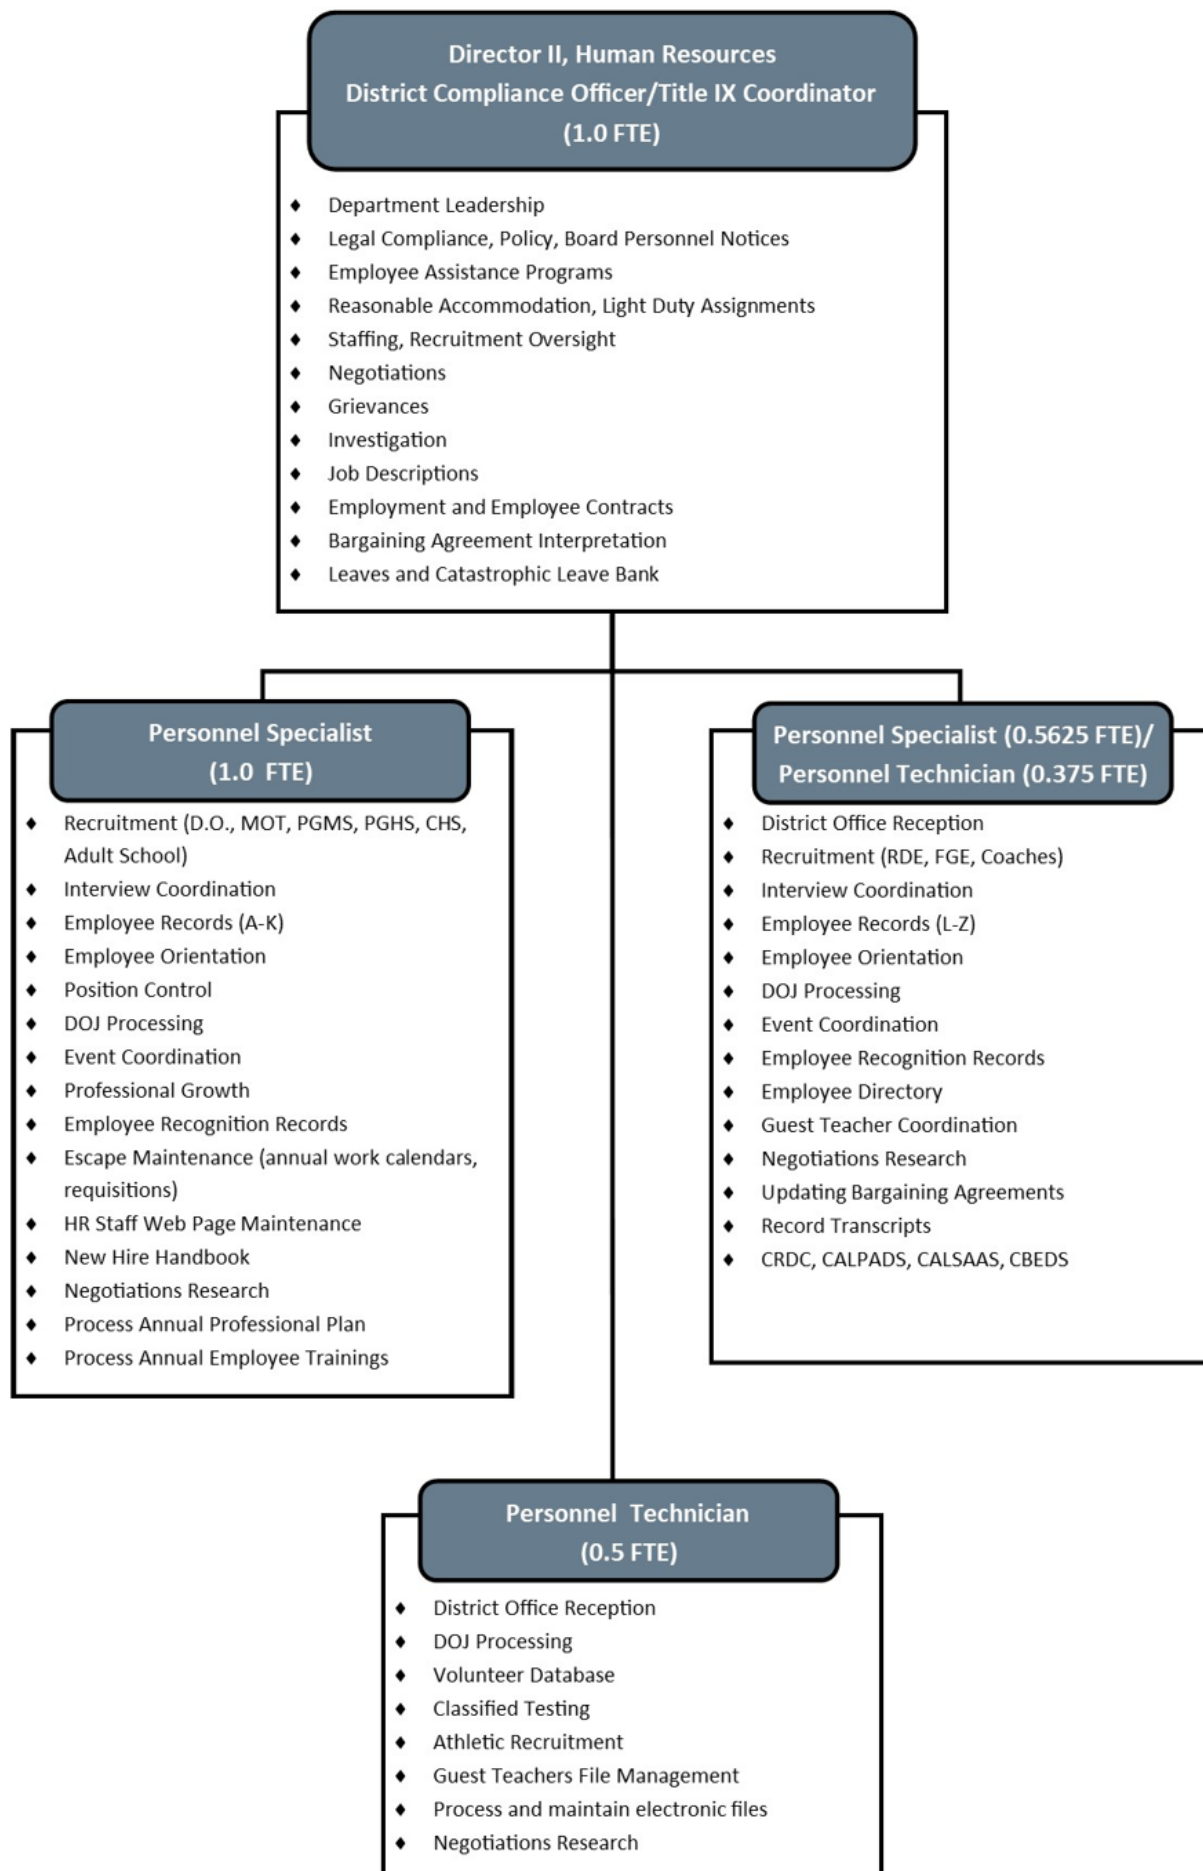 Director II, Human Resources
District Compliance Officer/Title IX Coordinator
(1.0 FTE)
♦ Department Leadership
♦ Legal Compliance, Policy, Board Personnel Notices
♦ Employee Assistance Programs
♦ Reasonable Accommodation, Light Duty Assignments
♦ Staffing, Recruitment Oversight
♦ Negotiations
♦ Grievances
♦ Investigation
♦ Job Descriptions
♦ Employment and Employee Contracts
♦ Bargaining Agreement Interpretation
♦ Leaves and Catastrophic Leave Bank
Personnel Specialist
(1.0 FTE)
♦ Recruitment (D.O., MOT, PGMS, PGHS, CHS,
Adult School)
♦ Interview Coordination
♦ Employee Records (A-K)
♦ Employee Orientation
♦ Position Control
♦ DOJ Processing
♦ Event Coordination
♦ Professional Growth
♦ Employee Recognition Records
♦ Escape Maintenance (annual work calendars,
requisitions)
♦ HR Staff Web Page Maintenance
♦ New Hire Handbook
♦ Negotiations Research
♦ Process Annual Professional Plan
♦ Process Annual Employee Trainings
Personnel Specialist (0.5625 FTE)/
Personnel Technician (0.375 FTE)
♦ District Office Reception
♦ Recruitment (RDE, FGE, Coaches)
♦ Interview Coordination
♦ Employee Records (L-Z)
♦ Employee Orientation
♦ DOJ Processing
♦ Event Coordination
♦ Employee Recognition Records
♦ Employee Directory
♦ Guest Teacher Coordination
♦ Negotiations Research
♦ Updating Bargaining Agreements
♦ Record Transcripts
♦ CRDC, CALPADS, CALSAAS, CBEDS
Personnel Technician
(0.5 FTE)
♦ District Office Reception
♦ DOJ Processing
♦ Volunteer Database
♦ Classified Testing
♦ Athletic Recruitment
♦ Guest Teachers File Management
♦ Process and maintain electronic files
♦ Negotiations Research